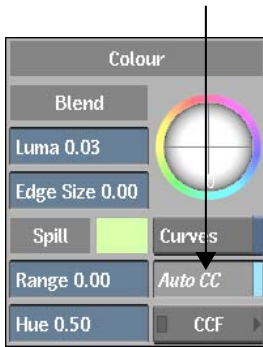 Colour
Blend
Luma 0.03
Edge Size 0.00
Spill
Curves
Range 0.00
Auto CC
Hue 0.50
CCF